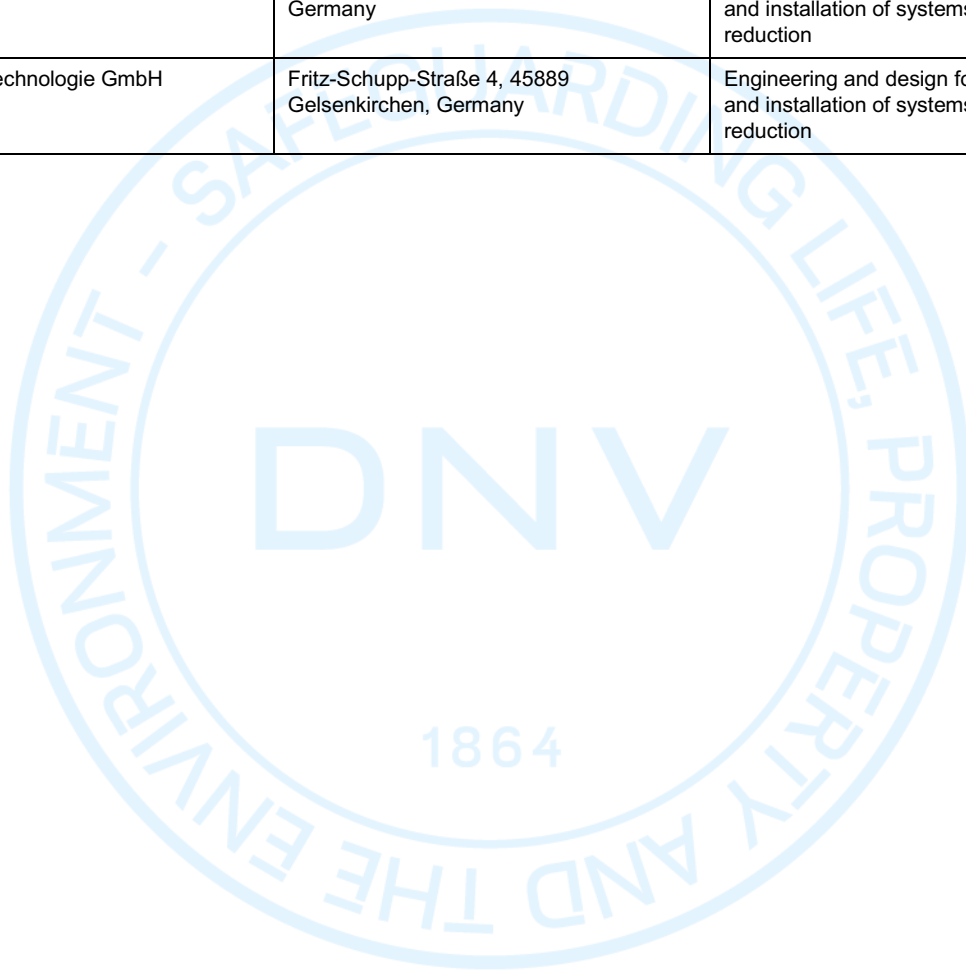 Germany
and installation of systems
reduction
echnologie GmbH
Fritz-Schupp-Straße 4, 45889
Gelsenkirchen, Germany
Engineering and design fo
and installation of systems
reduction
SAFEGUARDING LIFE, PROPERTY AND THE ENVIRONMENT –
DNV
1864